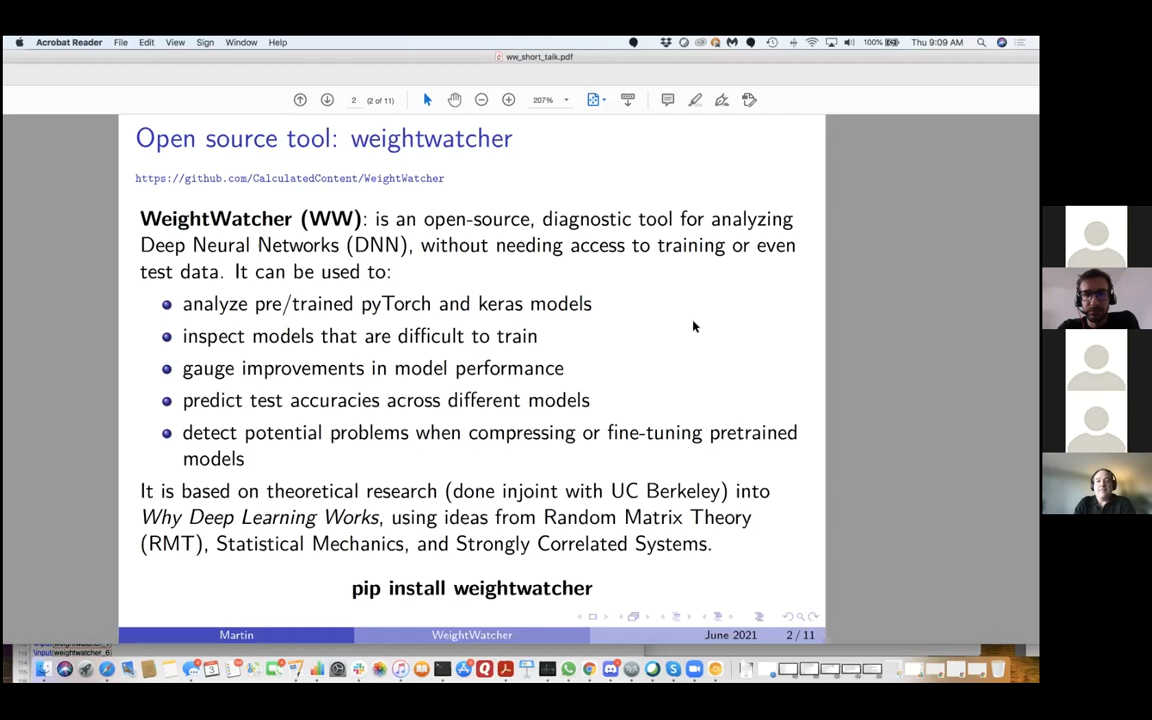 Acrobat Reader File Edit View Sign Window Help 100% Thu 9:09 AM
ww_short_talk.pdf
2 (2 of 11) 207%
Open source tool: weightwatcher
https://github.com/CalculatedContent/WeightWatcher
WeightWatcher (WW): is an open-source, diagnostic tool for analyzing
Deep Neural Networks (DNN), without needing access to training or even
test data. It can be used to:
analyze pre/trained pyTorch and keras models
inspect models that are difficult to train
gauge improvements in model performance
predict test accuracies across different models
detect potential problems when compressing or fine-tuning pretrained
models
It is based on theoretical research (done injoint with UC Berkeley) into
Why Deep Learning Works, using ideas from Random Matrix Theory
(RMT), Statistical Mechanics, and Strongly Correlated Systems.
pip install weightwatcher
Martin WeightWatcher June 2021 2 / 11
\input{weightwatcher_6}